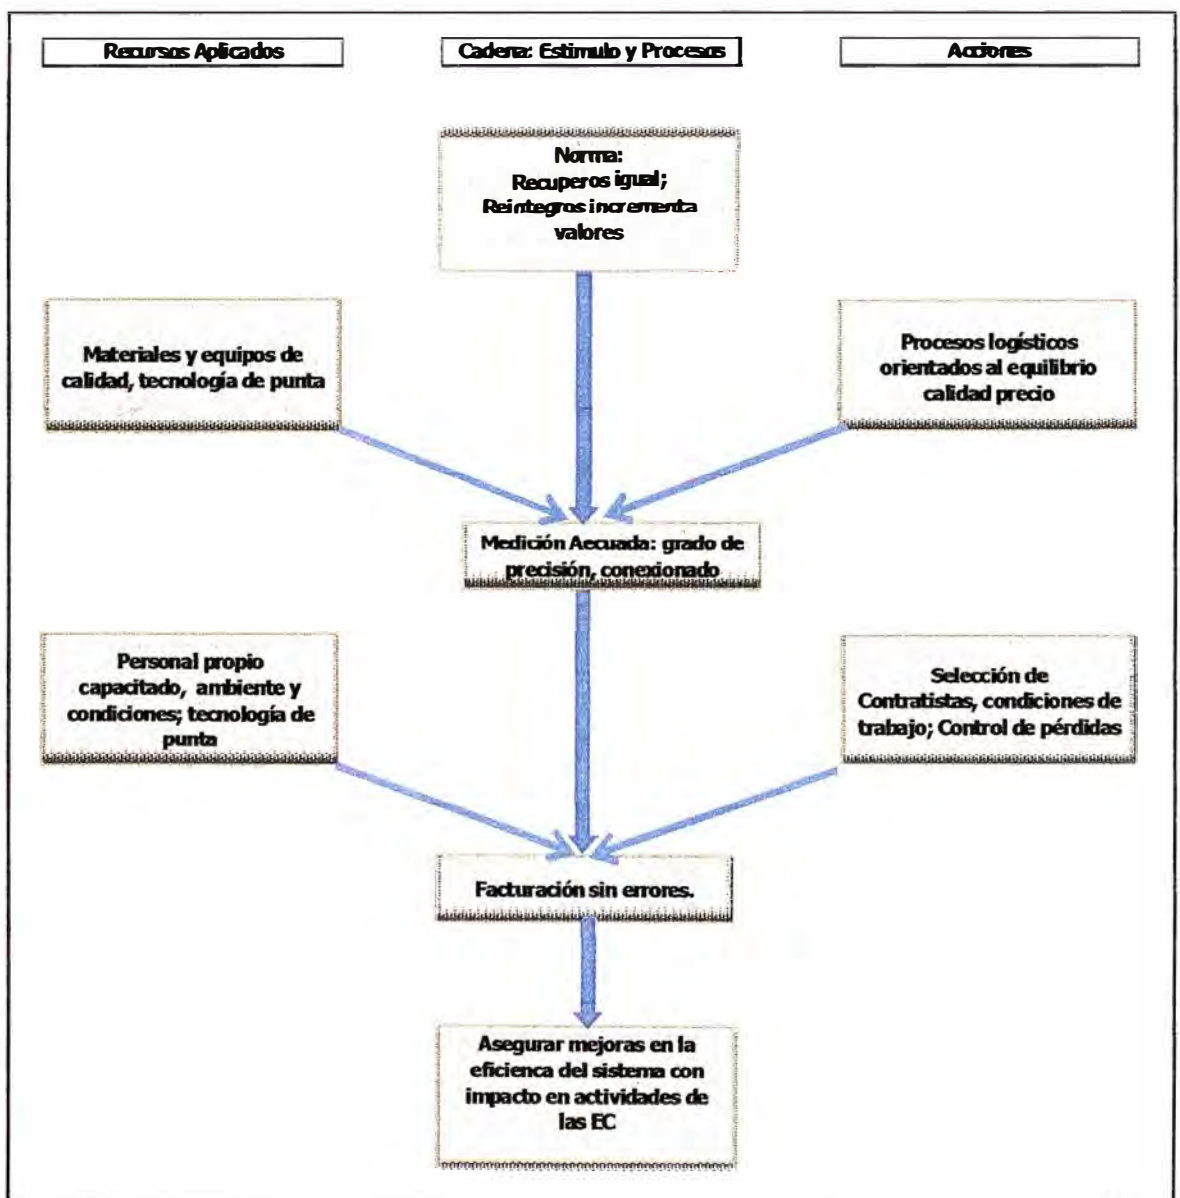 Recursos Aplicados
Cadena: Estimulo y Procesos
Acciones
Norma:
Recuperos igual;
Reintegros incrementa
valores
Materiales y equipos de
calidad, tecnología de punta
Procesos logísticos
orientados al equilibrio
calidad precio
Medición Aecuada: grado de
precisión, conexionado
Personal propio
capacitado, ambiente y
condiciones; tecnología de
punta
Selección de
Contratistas, condiciones de
trabajo; Control de pérdidas
Facturación sin errores.
Asegurar mejoras en la
eficienca del sistema con
impacto en actividades de
las EC